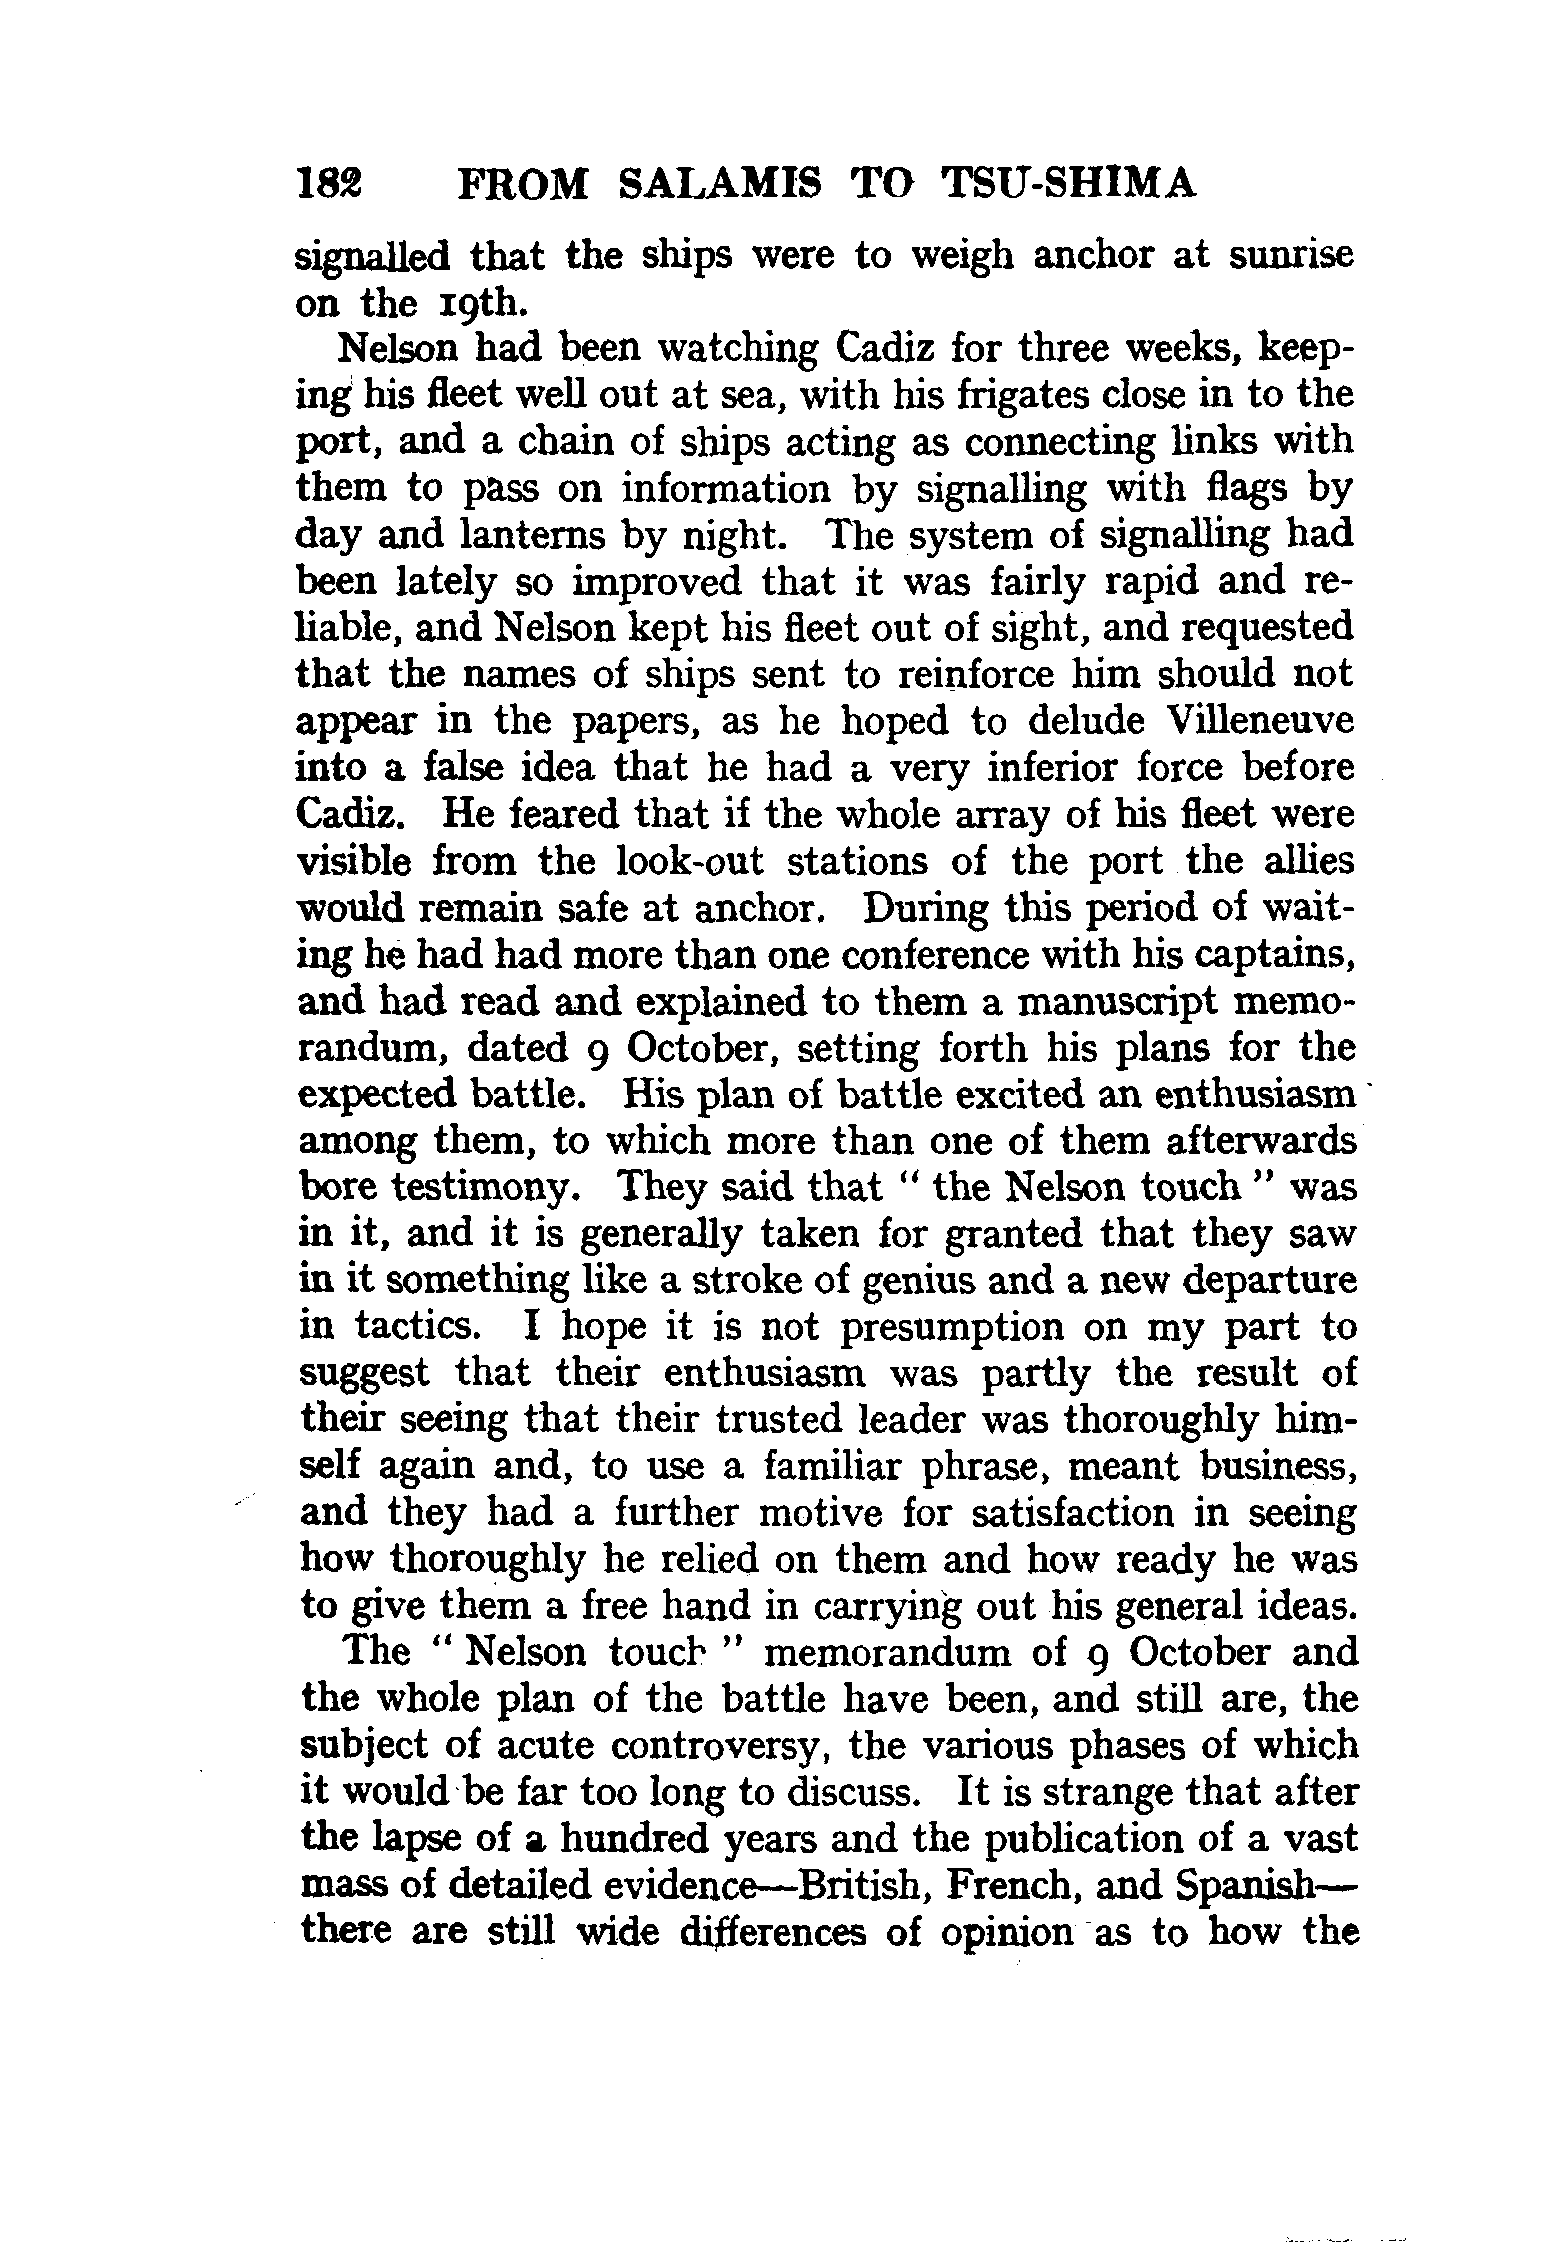 182 FROM SALAMIS TO TSU-SHIMA
signalled that the ships were to weigh anchor at sunrise
on the 19th.
Nelson had been watching Cadiz for three weeks, keep-
ing his fleet well out at sea, with his frigates close in to the
port, and a chain of ships acting as connecting links with
them to pass on information by signalling with flags by
day and lanterns by night. The system of signalling had
been lately so improved that it was fairly rapid and re-
liable, and Nelson kept his fleet out of sight, and requested
that the names of ships sent to reinforce him should not
appear in the papers, as he hoped to delude Villeneuve
into a false idea that he had a very inferior force before
Cadiz. He feared that if the whole array of his fleet were
visible from the look-out stations of the port the allies
would remain safe at anchor. During this period of wait-
ing he had had more than one conference with his captains,
and had read and explained to them a manuscript memo-
randum, dated 9 October, setting forth his plans for the
expected battle. His plan of battle excited an enthusiasm
among them, to which more than one of them afterwards
bore testimony. They said that " the Nelson touch " was
in it, and it is generally taken for granted that they saw
in it something like a stroke of genius and a new departure
in tactics. I hope it is not presumption on my part to
suggest that their enthusiasm was partly the result of
their seeing that their trusted leader was thoroughly him-
self again and, to use a familiar phrase, meant business,
and they had a further motive for satisfaction in seeing
how thoroughly he relied on them and how ready he was
to give them a free hand in carrying out his general ideas.
The " Nelson touch " memorandum of 9 October and
the whole plan of the battle have been, and still are, the
subject of acute controversy, the various phases of which
it would be far too long to discuss. It is strange that after
the lapse of a hundred years and the publication of a vast
mass of detailed evidence—British, French, and Spanish—
there are still wide differences of opinion as to how the